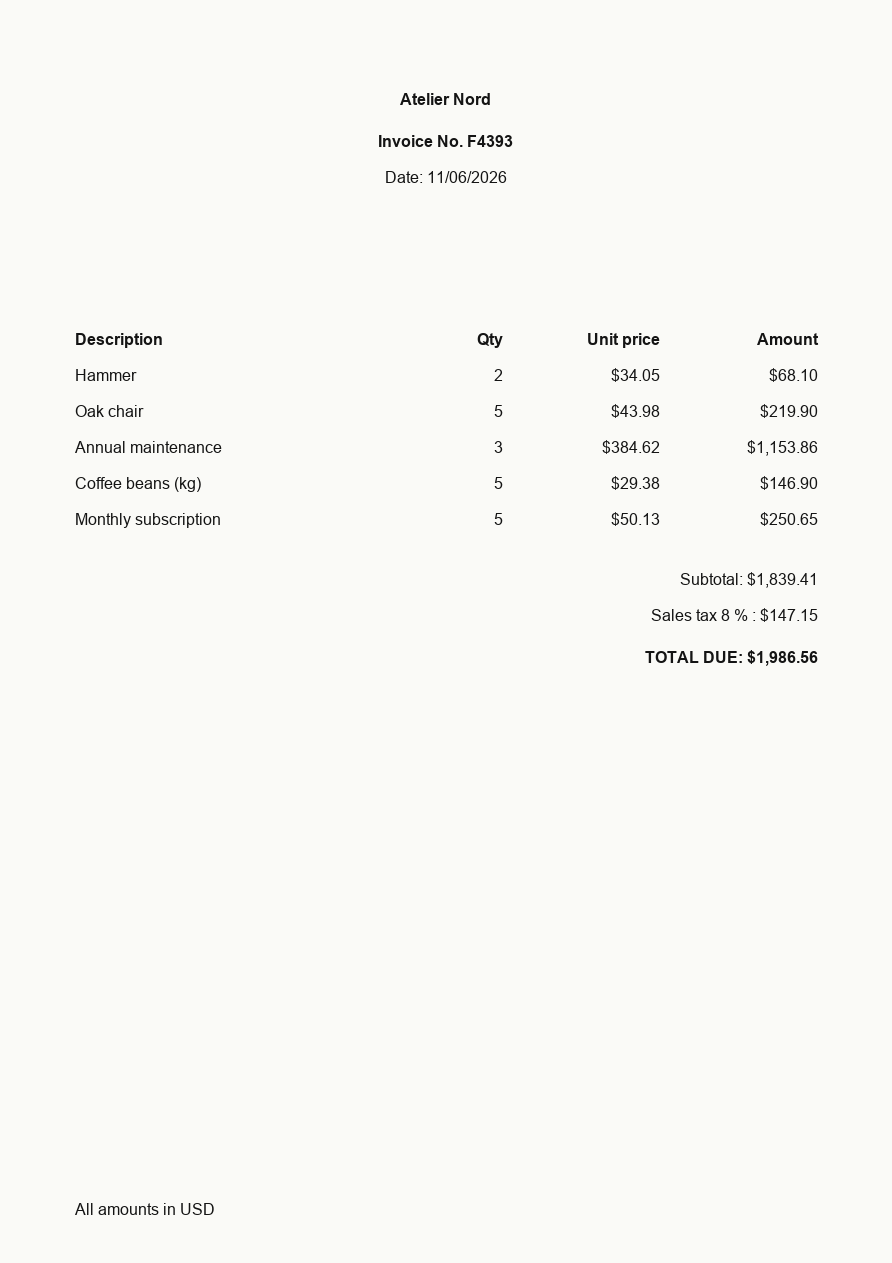 Atelier Nord
Invoice No. F4393
Date: 11/06/2026
Description Qty Unit price Amount
Hammer 2 $34.05 $68.10
Oak chair 5 $43.98 $219.90
Annual maintenance 3 $384.62 $1,153.86
Coffee beans (kg) 5 $29.38 $146.90
Monthly subscription 5 $50.13 $250.65
Subtotal: $1,839.41
Sales tax 8 % : $147.15
TOTAL DUE: $1,986.56
All amounts in USD